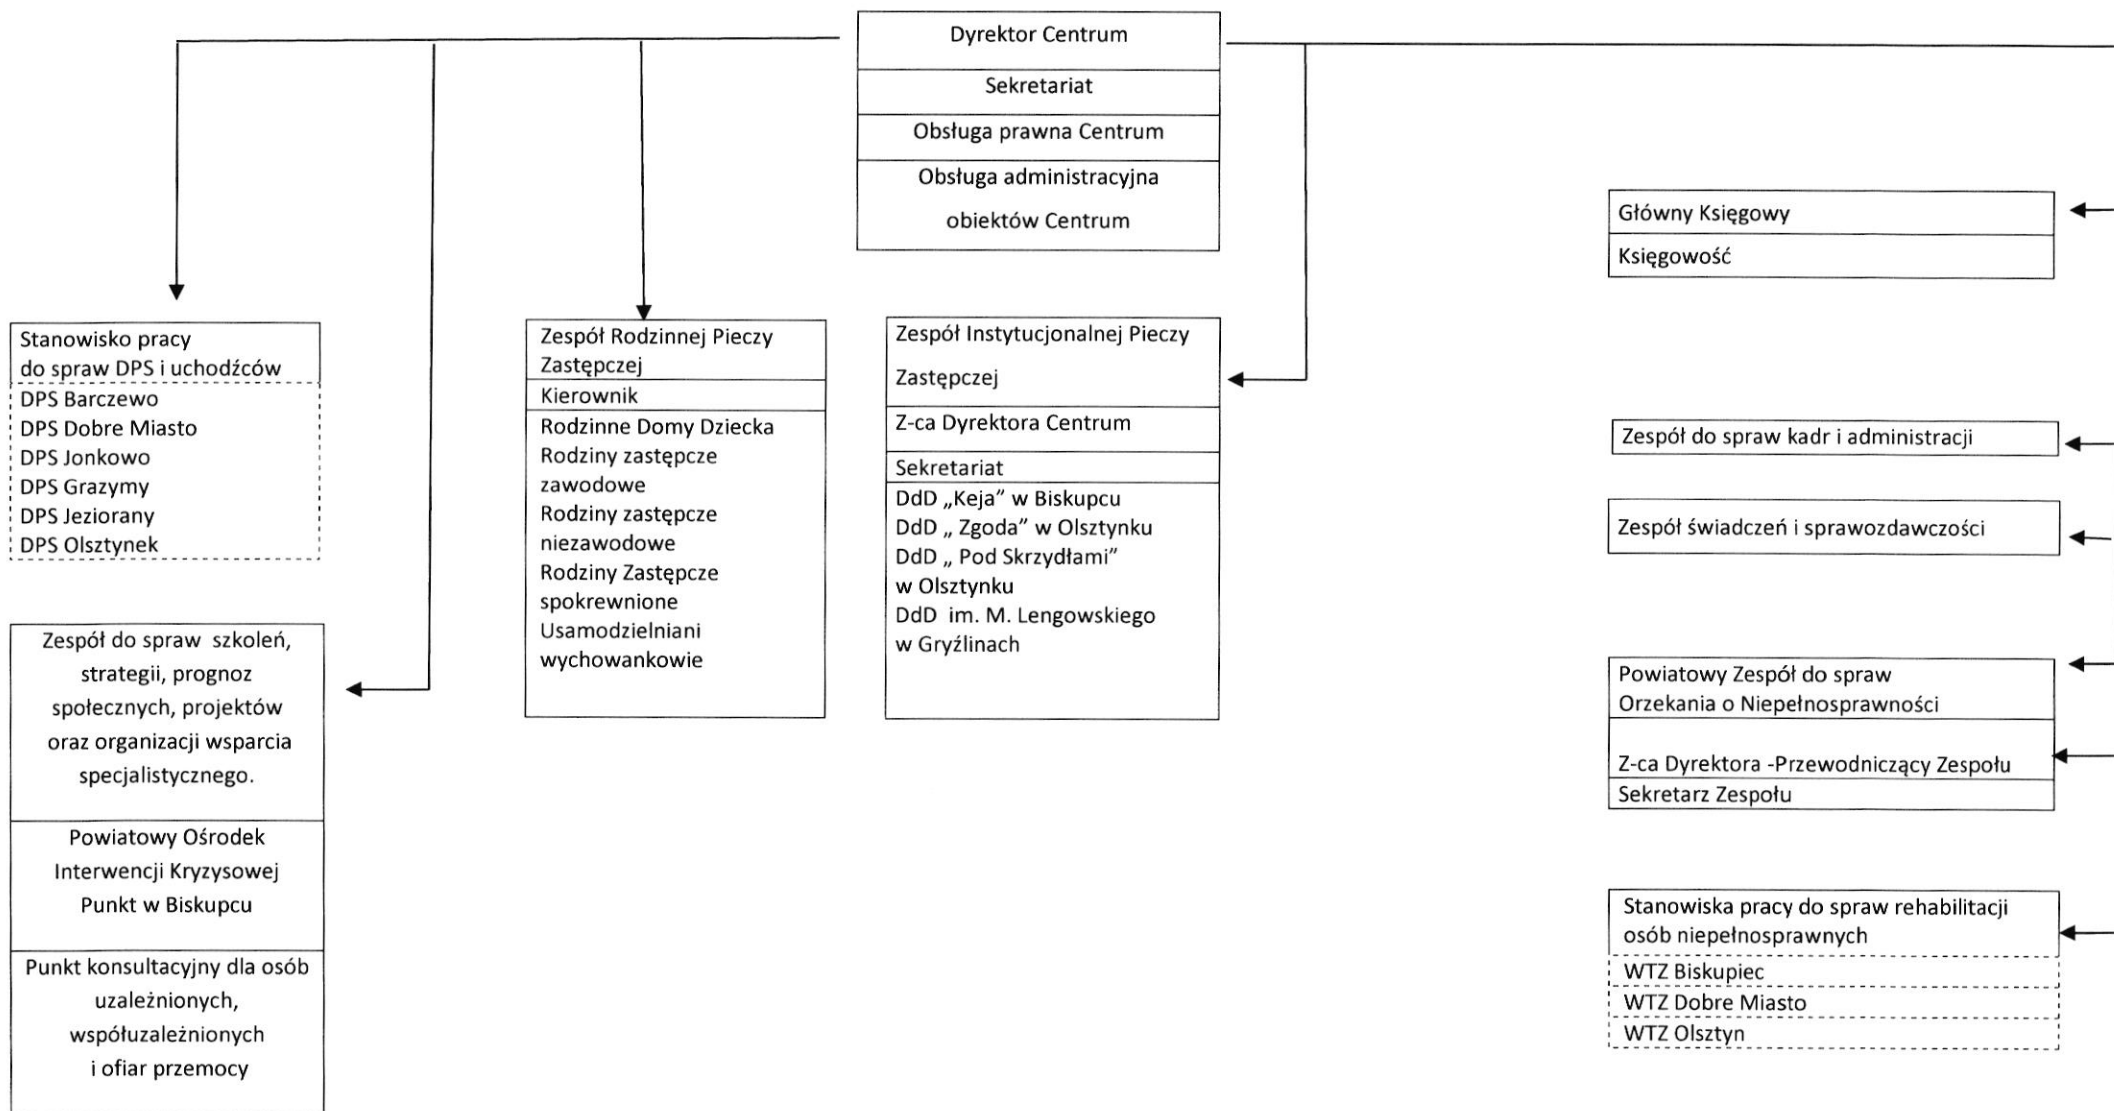 Dyrektor Centrum
Sekretariat
Obsługa prawna Centrum
Obsługa administracyjna
obiektów Centrum
Stanowisko pracy
do spraw DPS i uchodźców
DPS Barczewo
DPS Dobre Miasto
DPS Jonkowo
DPS Grazymy
DPS Jeziorany
DPS Olsztynek
Zespół do spraw szkoleń,
strategii, prognoz
społecznych, projektów
oraz organizacji wsparcia
specjalistycznego.
Powiatowy Ośrodek
Interwencji Kryzysowej
Punkt w Biskupcu
Punkt konsultacyjny dla osób
uzależnionych,
współuzależnionych
i ofiar przemocy
Zespół Rodzinnej Pieczy
Zastępczej
Kierownik
Rodzinne Domy Dziecka
Rodziny zastępcze
zawodowe
Rodziny zastępcze
niezawodowe
Rodziny Zastępcze
spokrewnione
Usamodzielniani
wychowankowie
Zespół Instytucjonalnej Pieczy
Zastępczej
Z-ca Dyrektora Centrum
Sekretariat
DdD „Keja” w Biskupcu
DdD „ Zgoda” w Olsztynku
DdD „ Pod Skrzydłami”
w Olsztynku
DdD im. M. Lengowskiego
w Gryźlinach
Główny Księgowy
Księgowość
Zespół do spraw kadr i administracji
Zespół świadczeń i sprawozdawczości
Powiatowy Zespół do spraw
Orzekania o Niepełnosprawności
Z-ca Dyrektora -Przewodniczący Zespołu
Sekretarz Zespołu
Stanowiska pracy do spraw rehabilitacji
osób niepełnosprawnych
WTZ Biskupiec
WTZ Dobre Miasto
WTZ Olsztyn